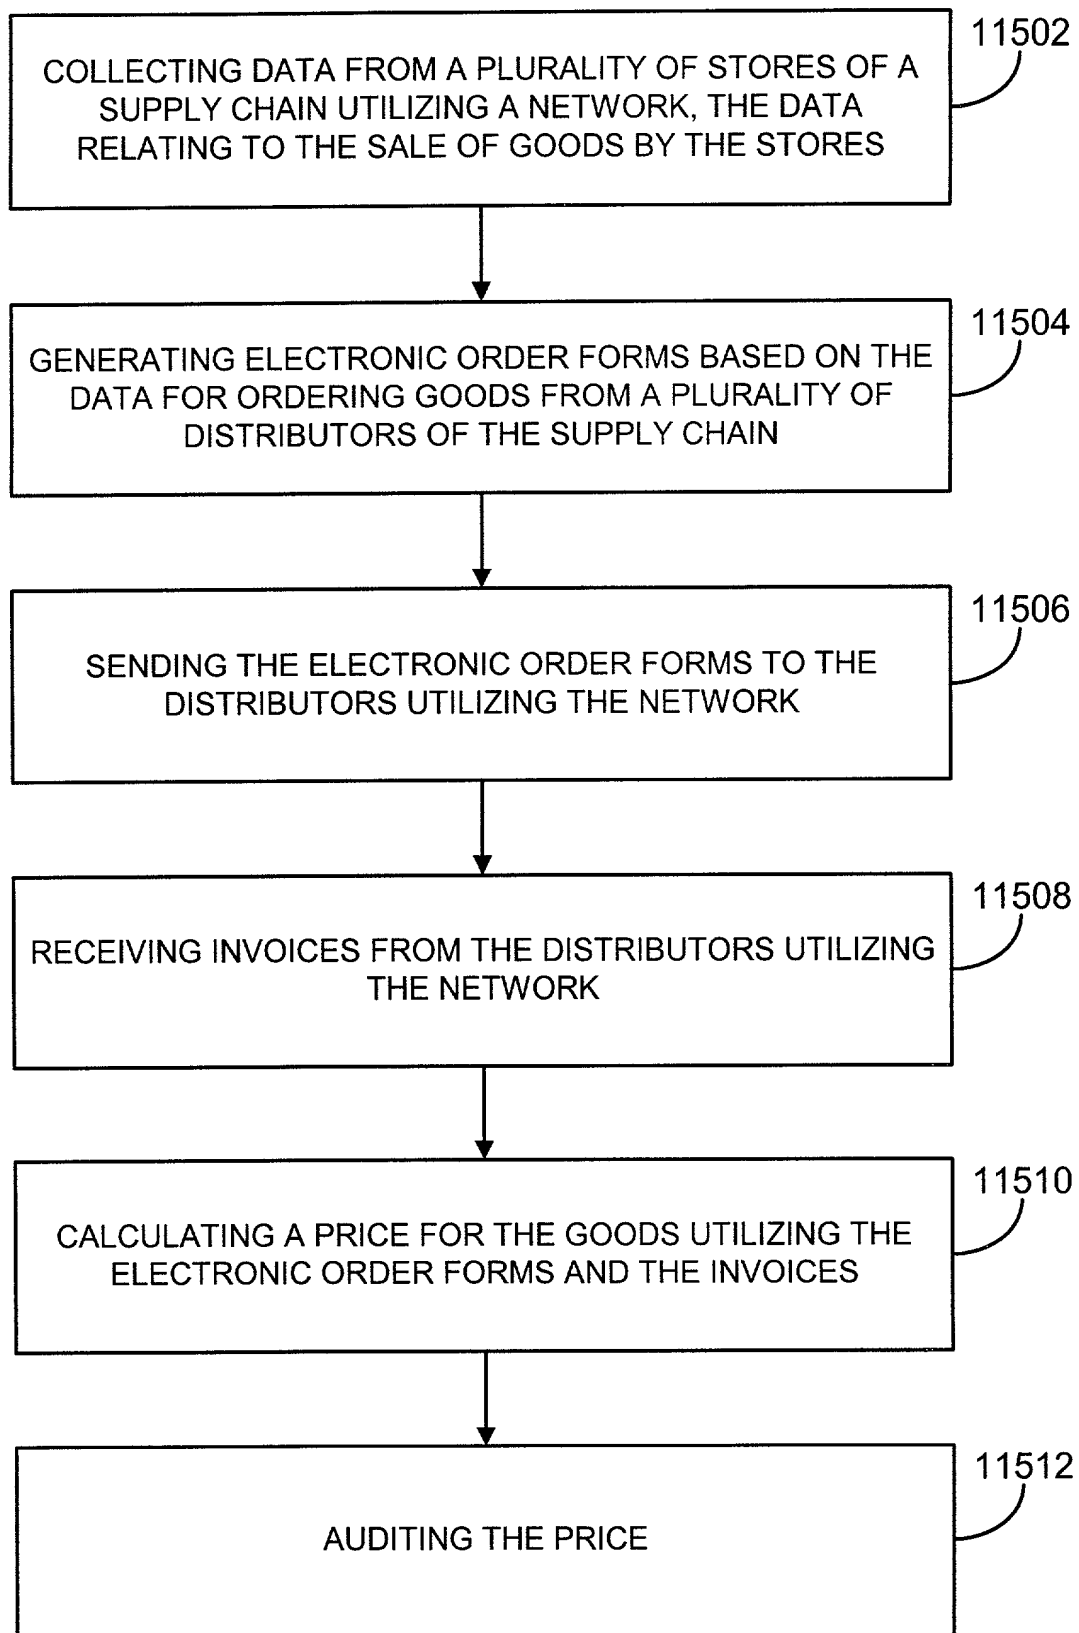 11502
COLLECTING DATA FROM A PLURALITY OF STORES OF A
SUPPLY CHAIN UTILIZING A NETWORK, THE DATA
RELATING TO THE SALE OF GOODS BY THE STORES
11504
GENERATING ELECTRONIC ORDER FORMS BASED ON THE
DATA FOR ORDERING GOODS FROM A PLURALITY OF
DISTRIBUTORS OF THE SUPPLY CHAIN
11506
SENDING THE ELECTRONIC ORDER FORMS TO THE
DISTRIBUTORS UTILIZING THE NETWORK
11508
RECEIVING INVOICES FROM THE DISTRIBUTORS UTILIZING
THE NETWORK
11510
CALCULATING A PRICE FOR THE GOODS UTILIZING THE
ELECTRONIC ORDER FORMS AND THE INVOICES
11512
AUDITING THE PRICE